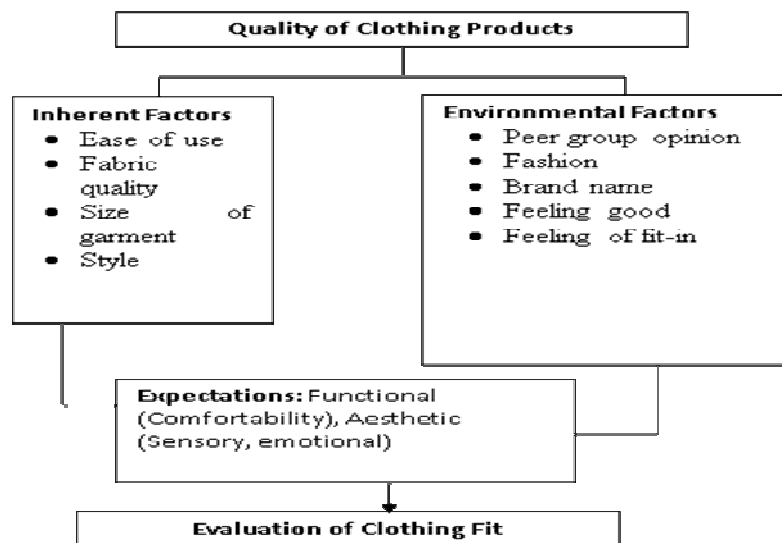 Quality of Clothing Products
Inherent Factors
• Ease of use
• Fabric
quality
• Size of
garment
• Style
Environmental Factors
• Peer group opinion
• Fashion
• Brand name
• Feeling good
• Feeling of fit-in
Expectations: Functional
(Comfortability), Aesthetic
(Sensory, emotional)
Evaluation of Clothing Fit